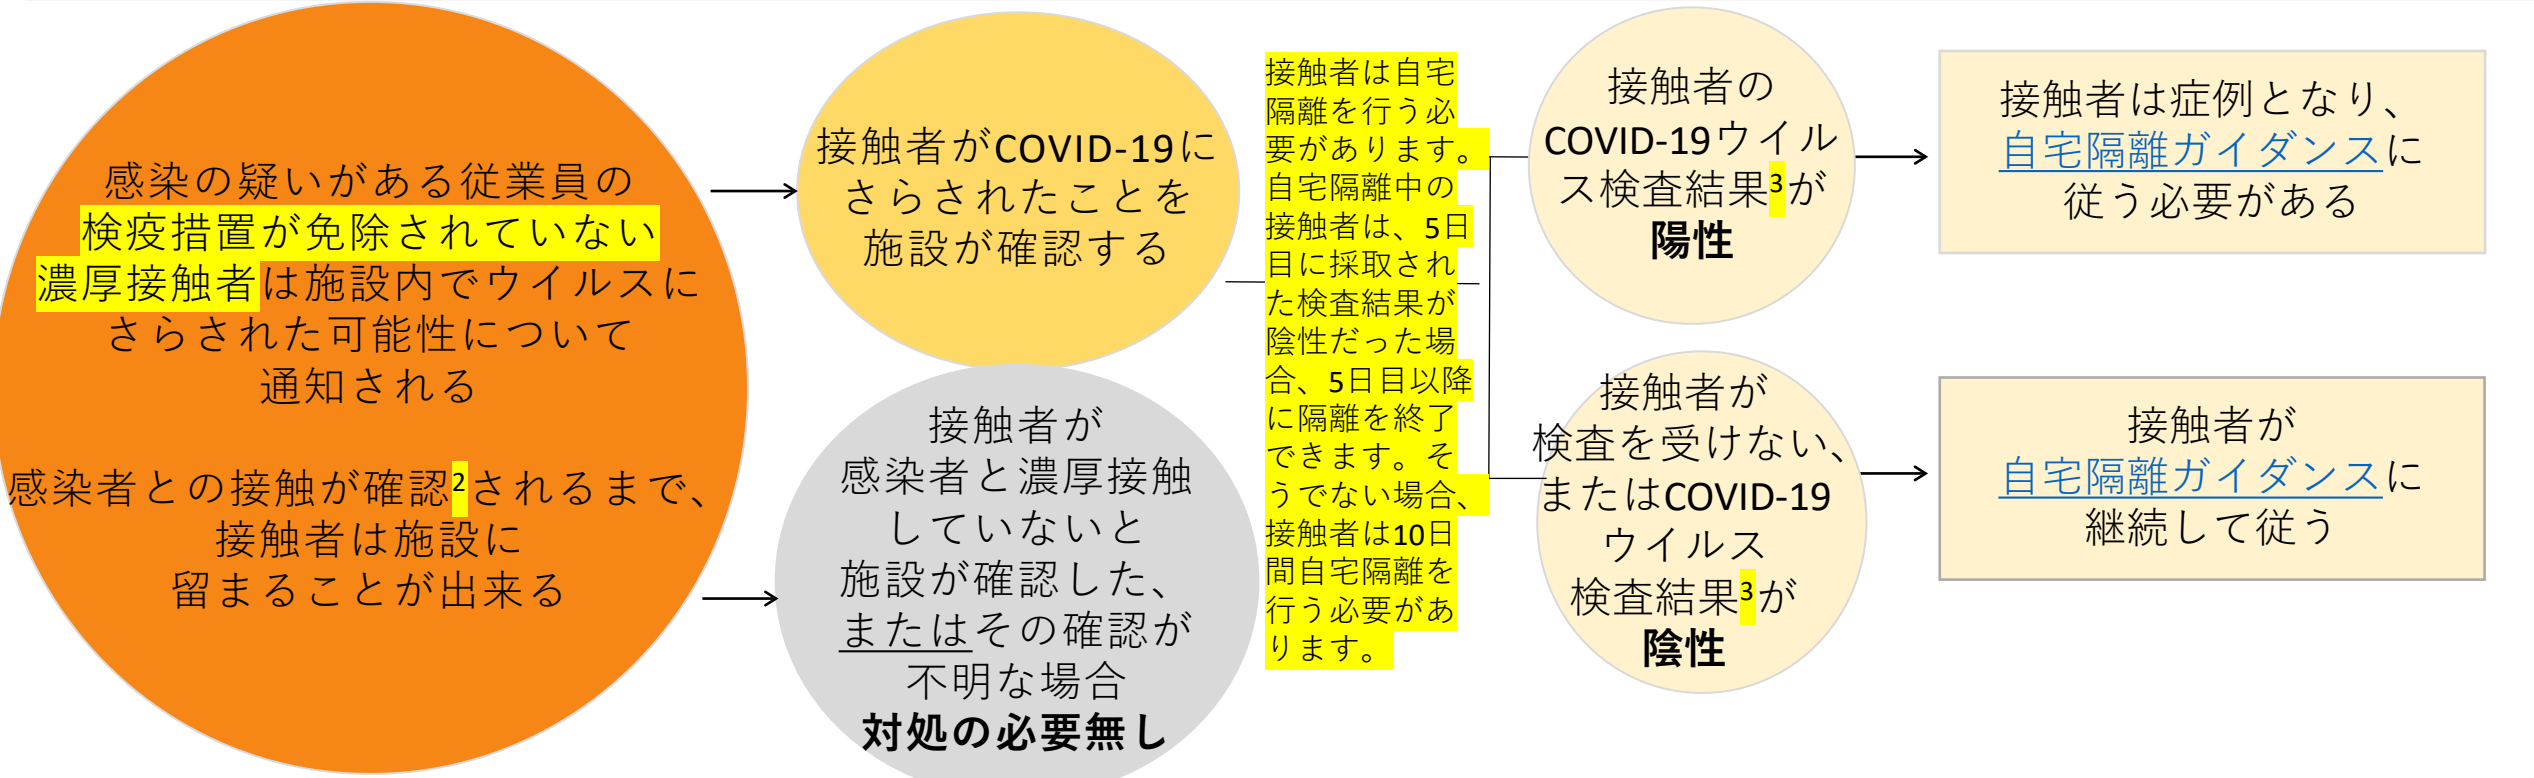 感染の疑いがある従業員の
検疫措置が免除されていない
濃厚接触者は施設内でウイルスに
さらされた可能性について
通知される
感染者との接触が確認2されるまで、
接触者は施設に
留まることが出来る
接触者がCOVID-19に
さらされたことを
施設が確認する
接触者が
感染者と濃厚接触
していないと
施設が確認した、
またはその確認が
不明な場合
対処の必要無し
接触者は自宅
隔離を行う必
要があります。
自宅隔離中の
接触者は、5日
目に採取され
た検査結果が
陰性だった場
合、5日目以降
に隔離を終了
できます。そ
うでない場合、
接触者は10日
間自宅隔離を
行う必要があ
ります。
接触者の
COVID-19ウイル
ス検査結果3が
陽性
接触者は症例となり、
自宅隔離ガイダンスに
従う必要がある
接触者が
検査を受けない、
またはCOVID-19
ウイルス
検査結果3が
陰性
接触者が
自宅隔離ガイダンスに
継続して従う